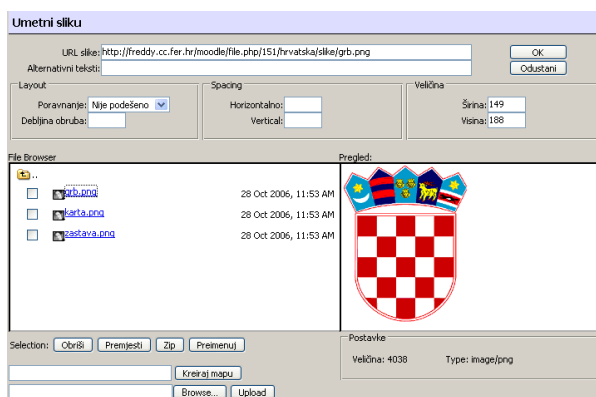 Umetni sliku
URL slike: http://freddy.cc.fer.hr/moodle/file.php/151/hrvatska/slike/grb.png OK
Alternativni teksti: Odustani
Layout Spacing Veličina
Poravnanje: Nije podešeno Horizontalno: Širina: 149
Debljina obruba: Vertical: Visina: 188
File Browser Pregled:
..
grb.png 28 Oct 2006, 11:53 AM
karta.png 28 Oct 2006, 11:53 AM
zastava.png 28 Oct 2006, 11:53 AM
Selection: Obriši Premjesti Zip Preimenuj Postavke
Veličina: 4038 Type: image/png
Kreiraj mapu
Browse... Upload